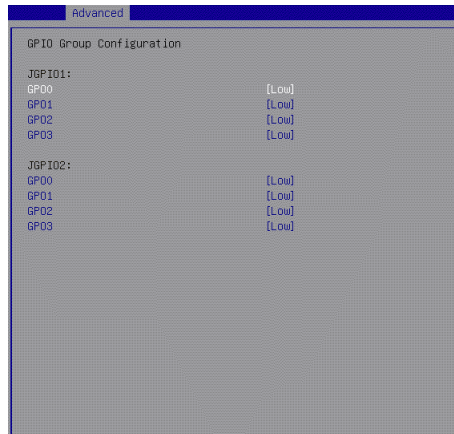 Advanced
GPIO Group Configuration
JGPIO1:
GPO0 [Low]
GPO1 [Low]
GPO2 [Low]
GPO3 [Low]
JGPIO2:
GPO0 [Low]
GPO1 [Low]
GPO2 [Low]
GPO3 [Low]